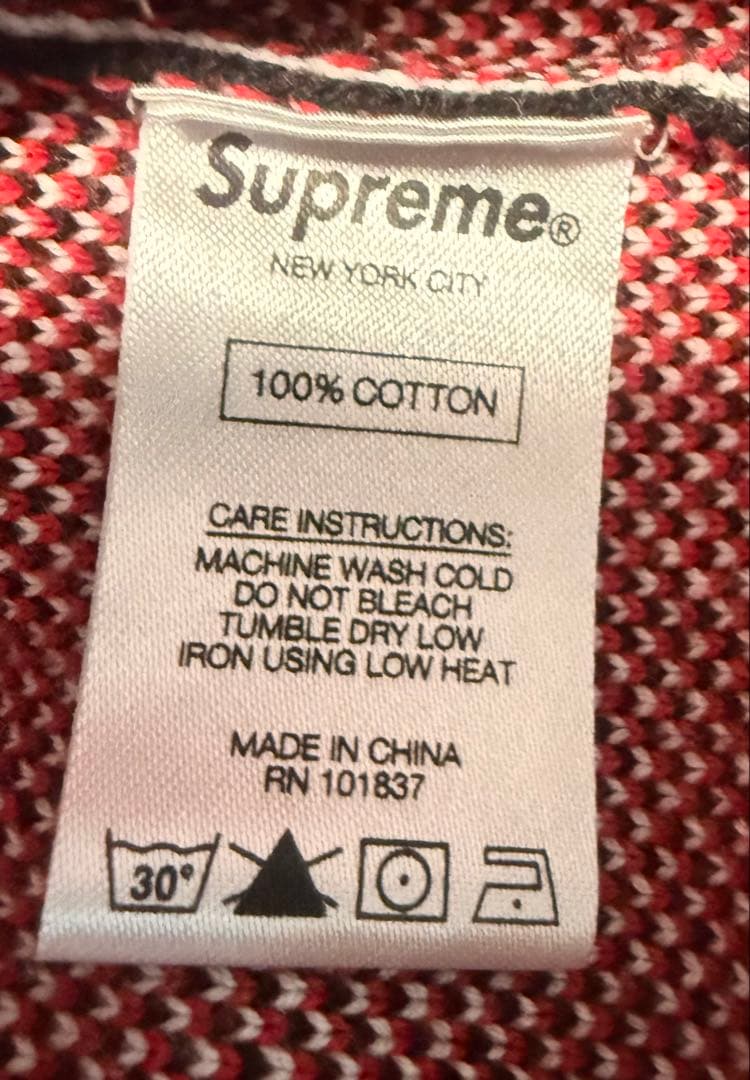 Supreme®
NEW YORK CITY
100% COTTON
CARE INSTRUCTIONS:
MACHINE WASH COLD
DO NOT BLEACH
TUMBLE DRY LOW
IRON USING LOW HEAT
MADE IN CHINA
RN 101837
30°